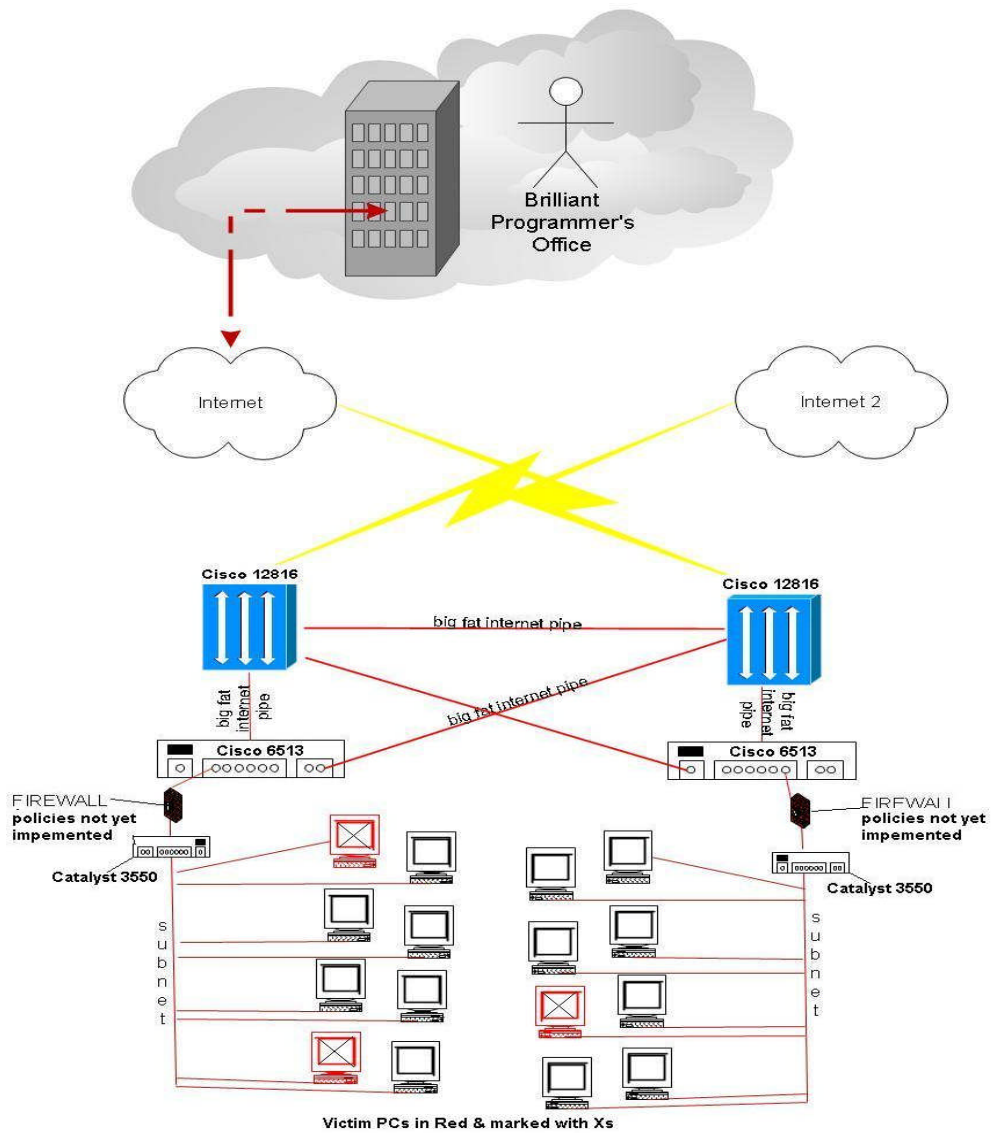 Brilliant
Programmer's
Office
Internet
Internet 2
Cisco 12816
Cisco 12816
big fat internet pipe
big fat
internet
pipe
big fat internet pipe
big fat
internet
pipe
Cisco 6513
Cisco 6513
FIREWALL
policies not yet
impemented
FIREWALL
policies not yet
impemented
Catalyst 3550
Catalyst 3550
subnet
subnet
Victim PCs in Red & marked with Xs